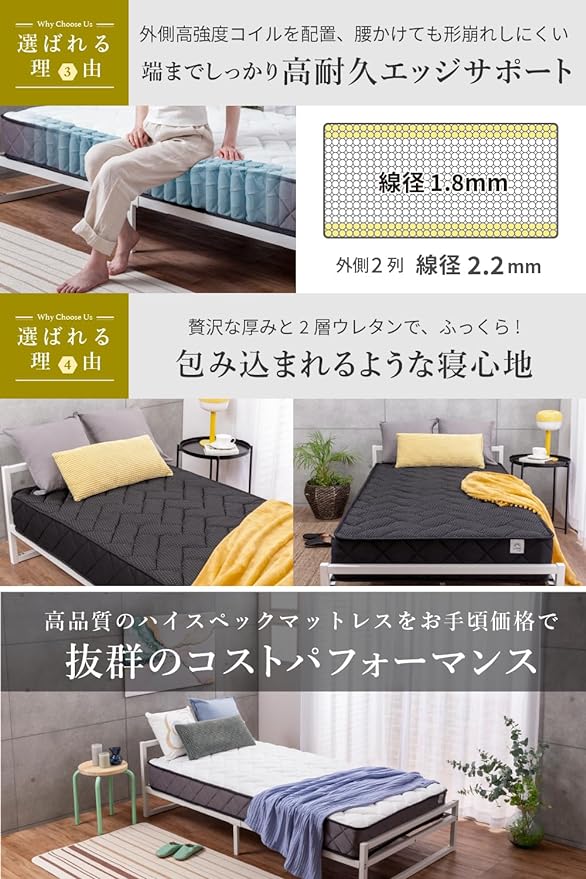 Why Choose Us
選ばれる
理3由
外側高強度コイルを配置、腰かけても形崩れしにくい
端までしっかり高耐久エッジサポート
線径1.8mm
外側2列 線径2.2mm
Why Choose Us
選ばれる
理4由
贅沢な厚みと2層ウレタンで、ふっくら!
包み込まれるような寝心地
高品質のハイスペックマットレスをお手頃価格で
抜群のコストパフォーマンス